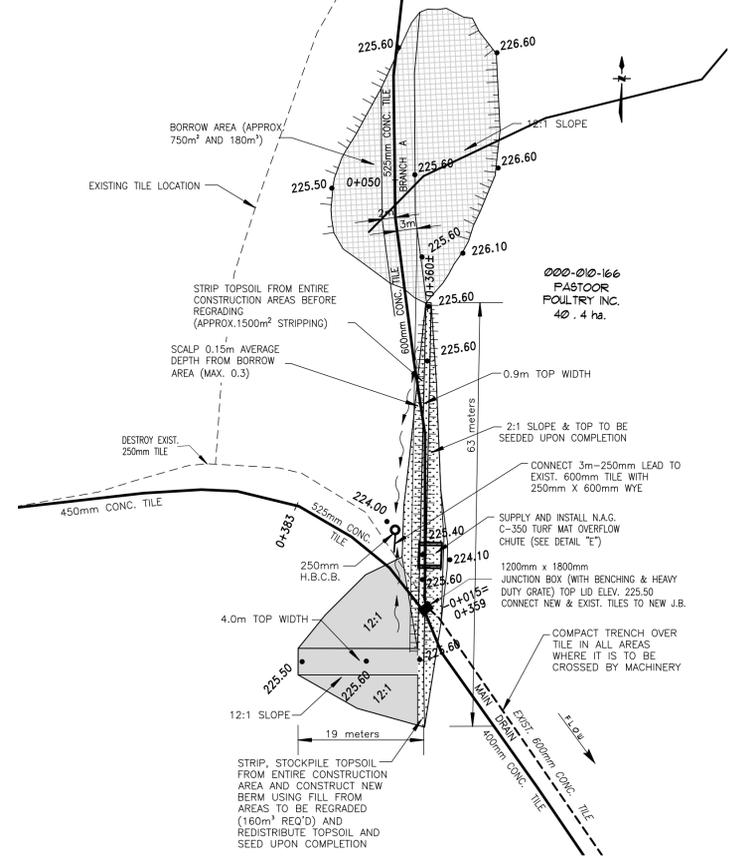 225.60
226.60
N
BORROW AREA (APPROX.
750m² AND 180m³)
525mm CONC. TILE
BRANCH A
12:1 SLOPE
225.60
226.60
EXISTING TILE LOCATION
225.50
0+050
2m
3m
225.60
226.10
000-010-166
PASTOOR
POULTRY INC.
40 . 4 ha.
STRIP TOPSOIL FROM ENTIRE
CONSTRUCTION AREAS BEFORE
REGRADING
(APPROX.1500m² STRIPPING)
600mm CONC. TILE
0+360±
225.60
SCALP 0.15m AVERAGE
DEPTH FROM BORROW
AREA (MAX. 0.3)
225.60
0.9m TOP WIDTH
63 meters
2:1 SLOPE & TOP TO BE
SEEDED UPON COMPLETION
DESTROY EXIST.
250mm TILE
CONNECT 3m-250mm LEAD TO
EXIST. 600mm TILE WITH
250mm X 600mm WYE
450mm CONC. TILE
0+383
525mm CONC.
TILE
224.00
225.40
SUPPLY AND INSTALL N.A.G.
C-350 TURF MAT OVERFLOW
CHUTE (SEE DETAIL "E")
224.10
250mm
H.B.C.B.
225.60
1200mm x 1800mm
JUNCTION BOX (WITH BENCHING & HEAVY
DUTY GRATE) TOP LID ELEV. 225.50
CONNECT NEW & EXIST. TILES TO NEW J.B.
0+015=
0+359
4.0m TOP WIDTH
12:1
225.60
COMPACT TRENCH OVER
TILE IN ALL AREAS
WHERE IT IS TO BE
CROSSED BY MACHINERY
225.50
225.60
12:1
12:1 SLOPE
MAIN DRAIN
400mm CONC. TILE
EXIST. 600mm CONC. TILE
FLOW
19 meters
STRIP, STOCKPILE TOPSOIL
FROM ENTIRE CONSTRUCTION
AREA AND CONSTRUCT NEW
BERM USING FILL FROM
AREAS TO BE REGRADED
(160m³ REQ'D) AND
REDISTRIBUTE TOPSOIL AND
SEED UPON COMPLETION